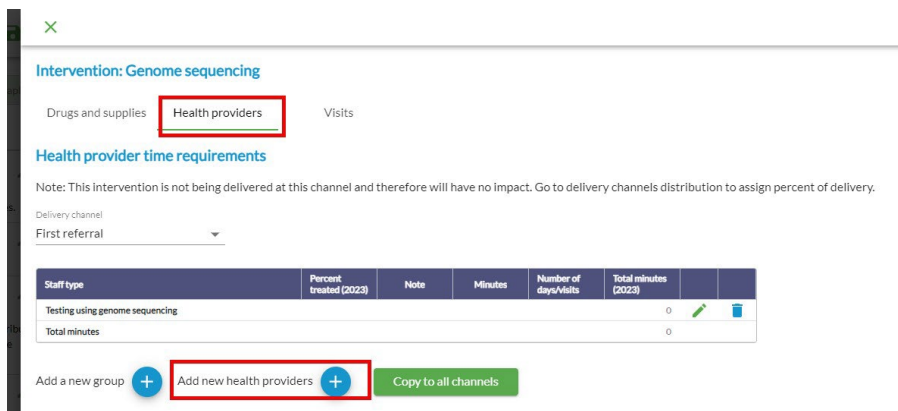 Intervention: Genome sequencing
Drugs and supplies Health providers Visits
Health provider time requirements
Note: This intervention is not being delivered at this channel and therefore will have no impact. Go to delivery channels distribution to assign percent of delivery.
Delivery channel
First referral
Staff type Percent treated (2023) Note Minutes Number of days/visits Total minutes (2023)
Testing using genome sequencing 0
Total minutes 0
Add a new group + Add new health providers + Copy to all channels